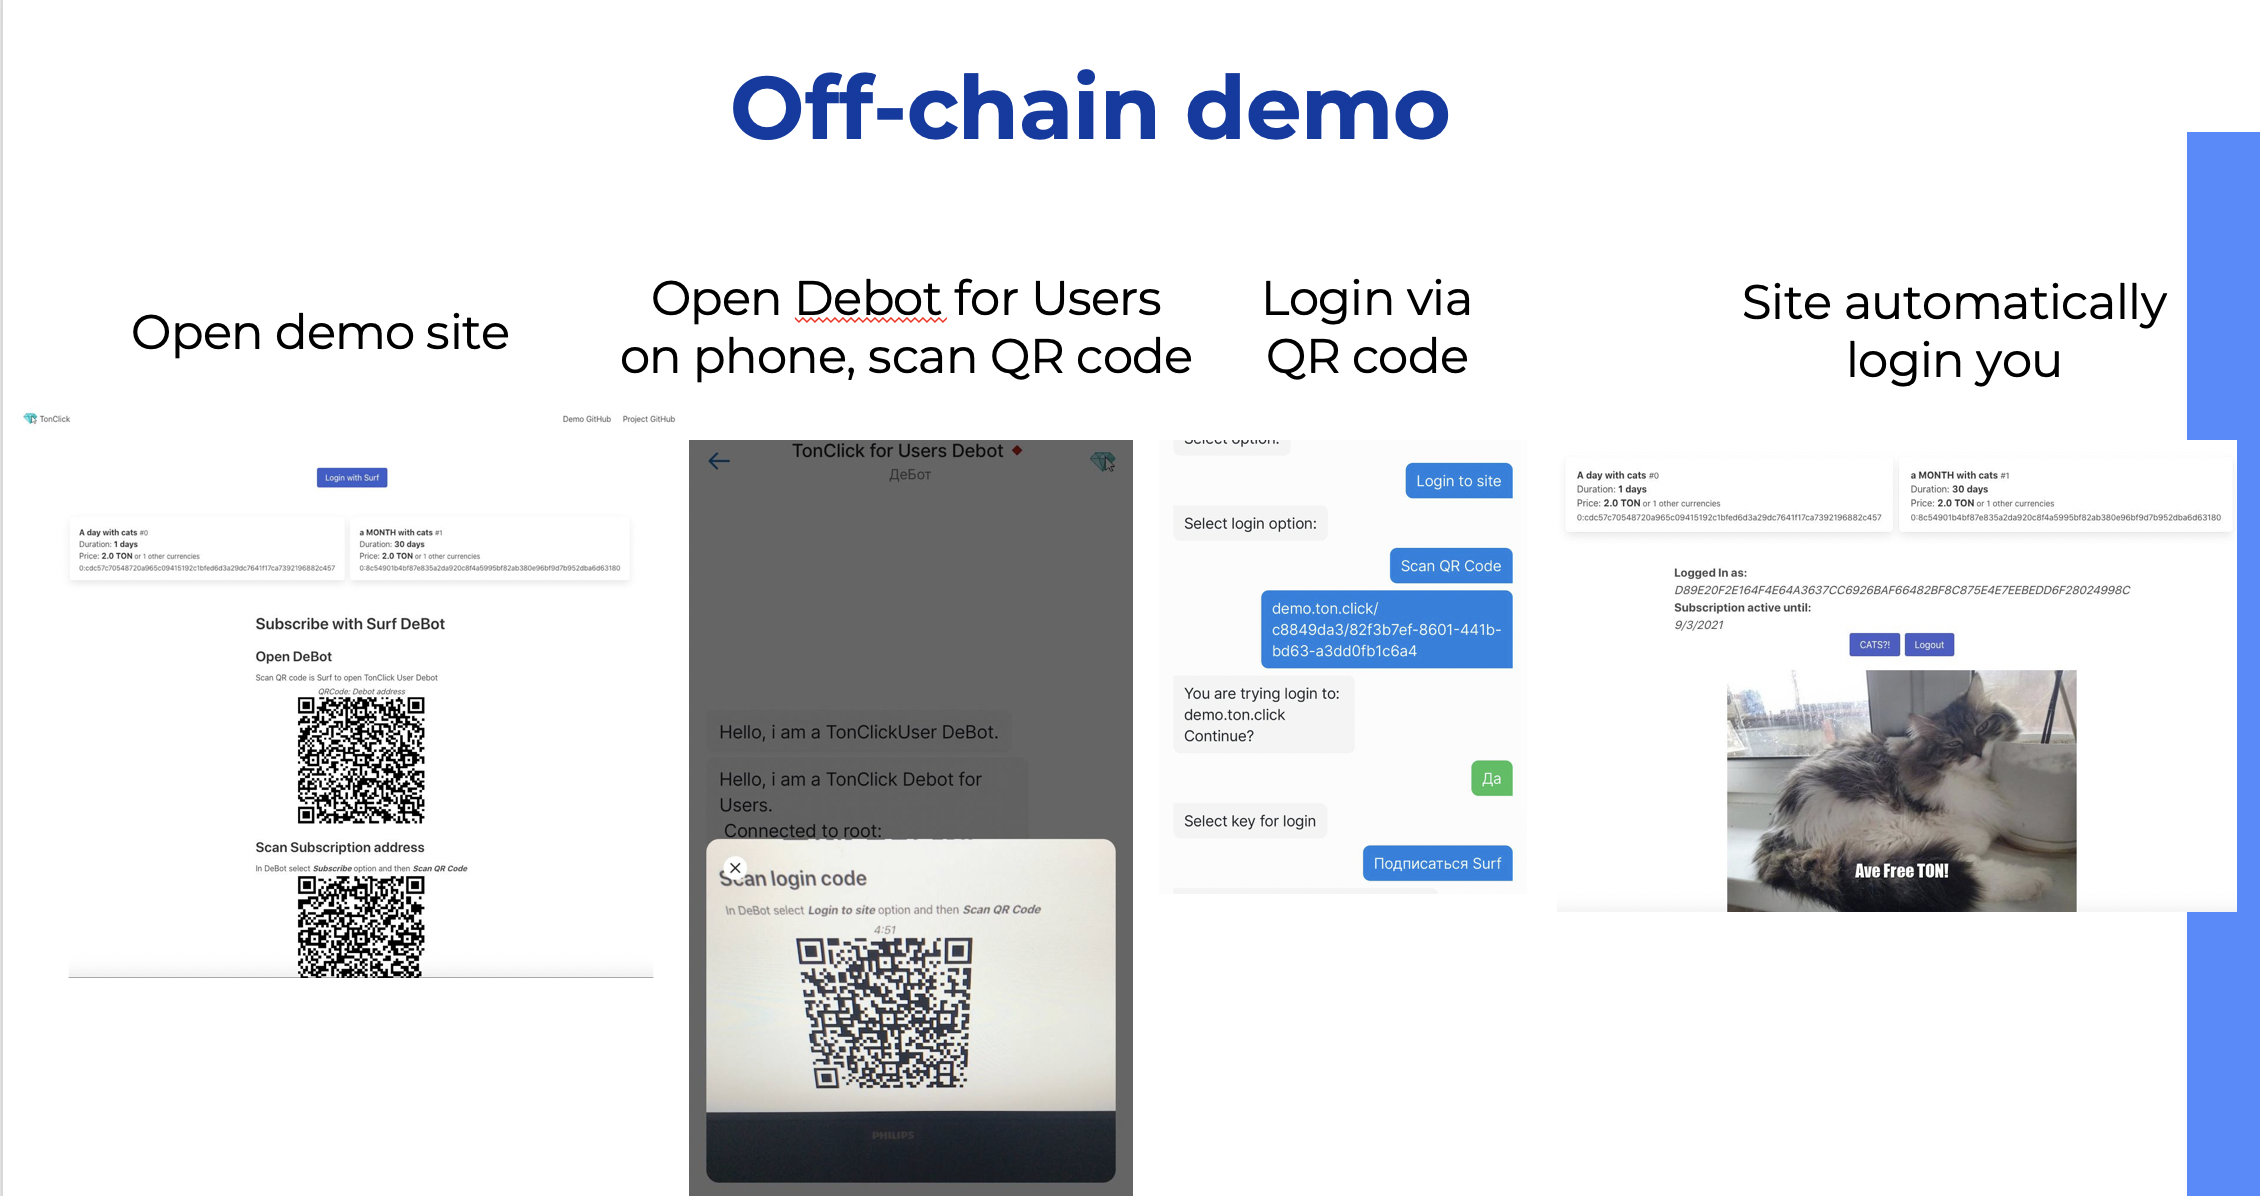 Off-chain demo
Open demo site
Open Debot for Users
on phone, scan QR code
Login via
QR code
Site automatically
login you
TonClick
Demo GitHub
Project GitHub
Login with Surf
A day with cats #0
Duration: 1 days
Price: 2.0 TON or 1 other currencies
0:cdc57c70548720a965c09415192c1bfed6d3a29dc7641f17ca7392196882c457
a MONTH with cats #1
Duration: 30 days
Price: 2.0 TON or 1 other currencies
0:8c54901b4bf87e835a2da920c8f4a5995bf82ab380e96bf9d7b952dba6d63180
Subscribe with Surf DeBot
Open DeBot
Scan QR code is Surf to open TonClick User Debot
QRCode: Debot address
Scan Subscription address
In DeBot select Subscribe option and then Scan QR Code
TonClick for Users Debot
ДеБот
Hello, i am a TonClickUser DeBot.
Hello, i am a TonClick Debot for
Users.
Connected to root:
Scan login code
In DeBot select Login to site option and then Scan QR Code
4:51
PHILIPS
Select option:
Login to site
Select login option:
Scan QR Code
demo.ton.click/
c8849da3/82f3b7ef-8601-441b-
bd63-a3dd0fb1c6a4
You are trying login to:
demo.ton.click
Continue?
Да
Select key for login
Подписаться Surf
A day with cats #0
Duration: 1 days
Price: 2.0 TON or 1 other currencies
0:cdc57c70548720a965c09415192c1bfed6d3a29dc7641f17ca7392196882c457
a MONTH with cats #1
Duration: 30 days
Price: 2.0 TON or 1 other currencies
0:8c54901b4bf87e835a2da920c8f4a5995bf82ab380e96bf9d7b952dba6d63180
Logged In as:
D89E20F2E164F4E64A3637CC6926BAF66482BF8C875E4E7EEBEDD6F28024998C
Subscription active until:
9/3/2021
CATS?!
Logout
Ave Free TON!